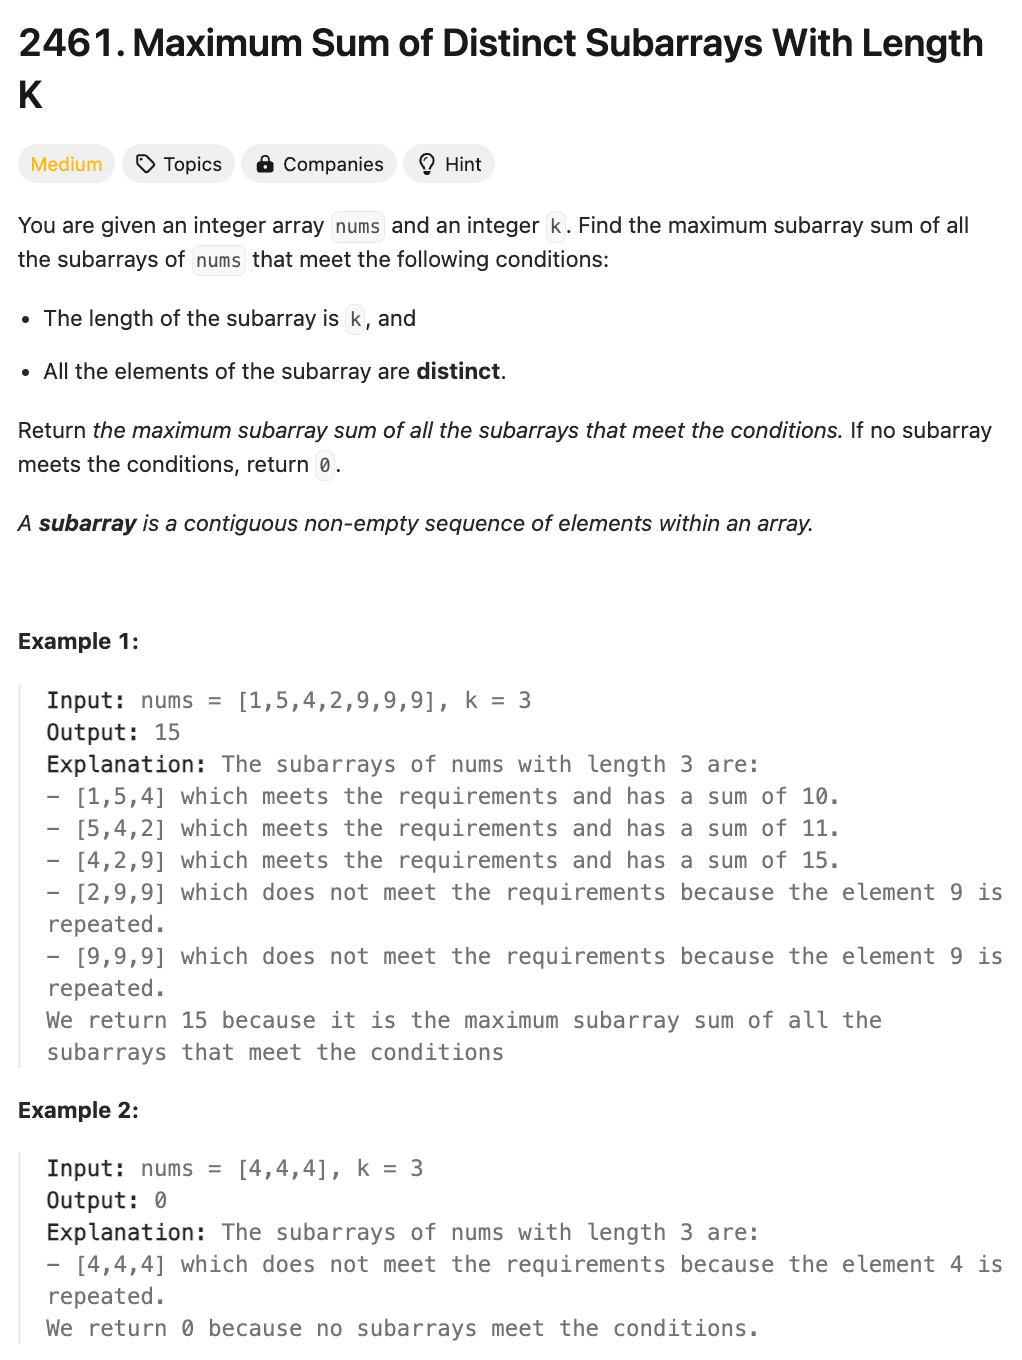 2461. Maximum Sum of Distinct Subarrays With Length
K
Medium Topics Companies Hint
You are given an integer array nums and an integer k. Find the maximum subarray sum of all
the subarrays of nums that meet the following conditions:
• The length of the subarray is k, and
• All the elements of the subarray are distinct.
Return the maximum subarray sum of all the subarrays that meet the conditions. If no subarray
meets the conditions, return 0.
A subarray is a contiguous non-empty sequence of elements within an array.
Example 1:
Input: nums = [1,5,4,2,9,9,9], k = 3
Output: 15
Explanation: The subarrays of nums with length 3 are:
- [1,5,4] which meets the requirements and has a sum of 10.
- [5,4,2] which meets the requirements and has a sum of 11.
- [4,2,9] which meets the requirements and has a sum of 15.
- [2,9,9] which does not meet the requirements because the element 9 is
repeated.
- [9,9,9] which does not meet the requirements because the element 9 is
repeated.
We return 15 because it is the maximum subarray sum of all the
subarrays that meet the conditions
Example 2:
Input: nums = [4,4,4], k = 3
Output: 0
Explanation: The subarrays of nums with length 3 are:
- [4,4,4] which does not meet the requirements because the element 4 is
repeated.
We return 0 because no subarrays meet the conditions.